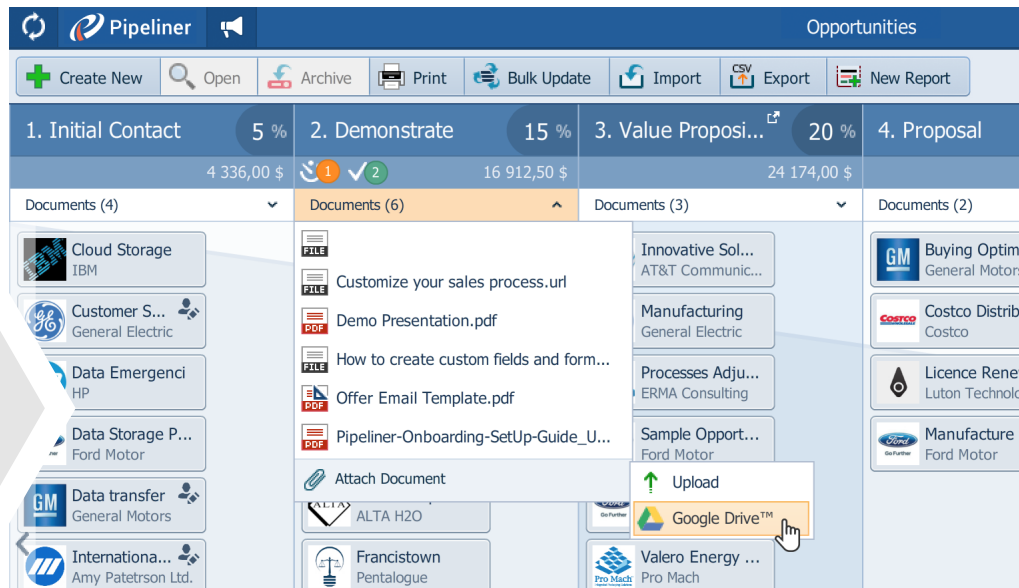 Pipeliner
Opportunities
Create New
Open
Archive
Print
Bulk Update
Import
CSV
Export
New Report
1. Initial Contact
5 %
2. Demonstrate
15 %
3. Value Proposi...
20 %
4. Proposal
4 336,00 $
1
2
16 912,50 $
24 174,00 $
Documents (4)
Documents (6)
Documents (3)
Documents (2)
Cloud Storage
IBM
Customer S...
General Electric
Data Emergenci
HP
Data Storage P...
Ford Motor
GM
Data transfer
General Motors
Internationa...
Amy Patetrson Ltd.
FILE
FILE
Customize your sales process.url
PDF
Demo Presentation.pdf
FILE
How to create custom fields and form...
PDF
Offer Email Template.pdf
PDF
Pipeliner-Onboarding-SetUp-Guide_U...
Attach Document
Upload
Google Drive™
ALTA
ALTA H2O
Francistown
Pentalogue
Innovative Sol...
AT&T Communic...
Manufacturing
General Electric
Processes Adju...
ERMA Consulting
Sample Opport...
Ford Motor
Go Further
Pro Mach
Valero Energy ...
Pro Mach
GM
Buying Optim
General Motors
COSTCO
Costco Distrib
Costco
Licence Rene
Luton Technolo
Ford
Go Further
Manufacture
Ford Motor